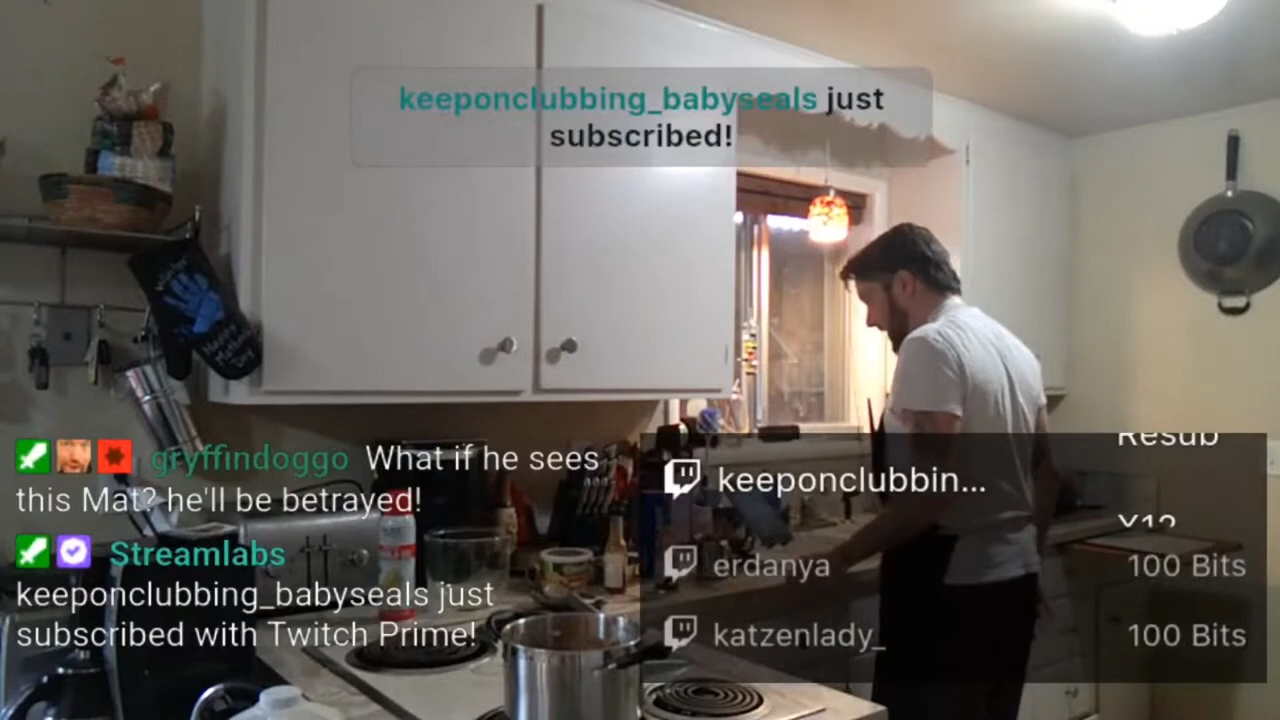 keeponclubbing_babyseals just
subscribed!
gryffindoggo What if he sees
this Mat? he'll be betrayed!
Streamlabs
keeponclubbing_babyseals just
subscribed with Twitch Prime!
Resub
keeponclubbin...
X12
erdanya 100 Bits
katzenlady_ 100 Bits